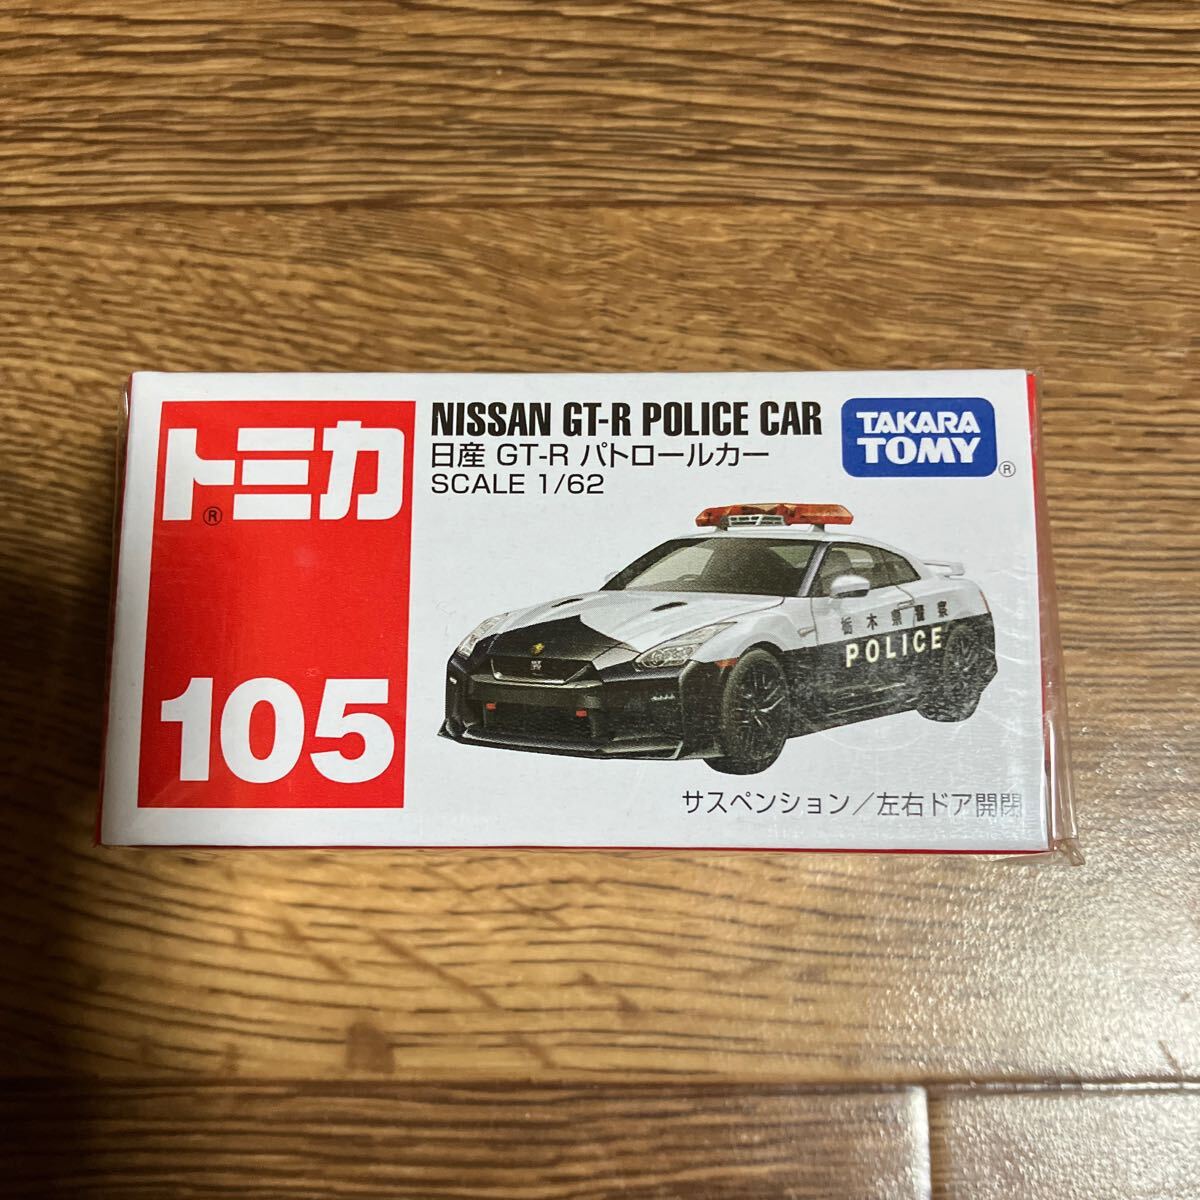 トミカ®
105
NISSAN GT-R POLICE CAR
日産 GT-R パトロールカー
SCALE 1/62
TAKARA
TOMY®
栃木県警察
POLICE
サスペンション/左右ドア開閉